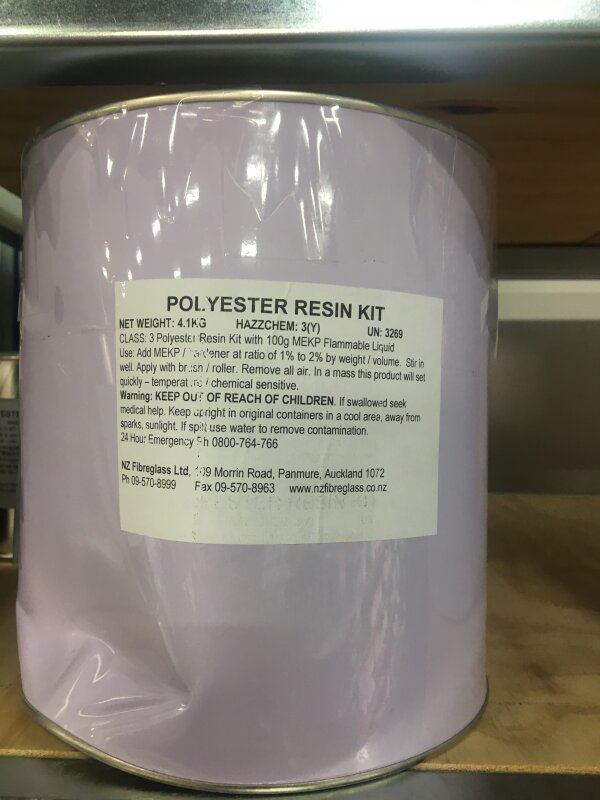 POLYESTER RESIN KIT
NET WEIGHT: 4.1KG HAZZCHEM: 3(Y) UN: 3269
CLASS: 3 Polyester Resin Kit with 100g MEKP Flammable Liquid
Use: Add MEKP / hardener at ratio of 1% to 2% by weight / volume. Stir in
well. Apply with brush / roller. Remove all air. In a mass this product will set
quickly – temperature / chemical sensitive.
Warning: KEEP OUT OF REACH OF CHILDREN. If swallowed seek
medical help. Keep upright in original containers in a cool area, away from
sparks, sunlight. If spilt use water to remove contamination.
24 Hour Emergency Ph 0800-764-766
NZ Fibreglass Ltd, Morrin Road, Panmure, Auckland 1072
Ph 09-570-8999 Fax 09-570-8963 www.nzfibreglass.co.nz